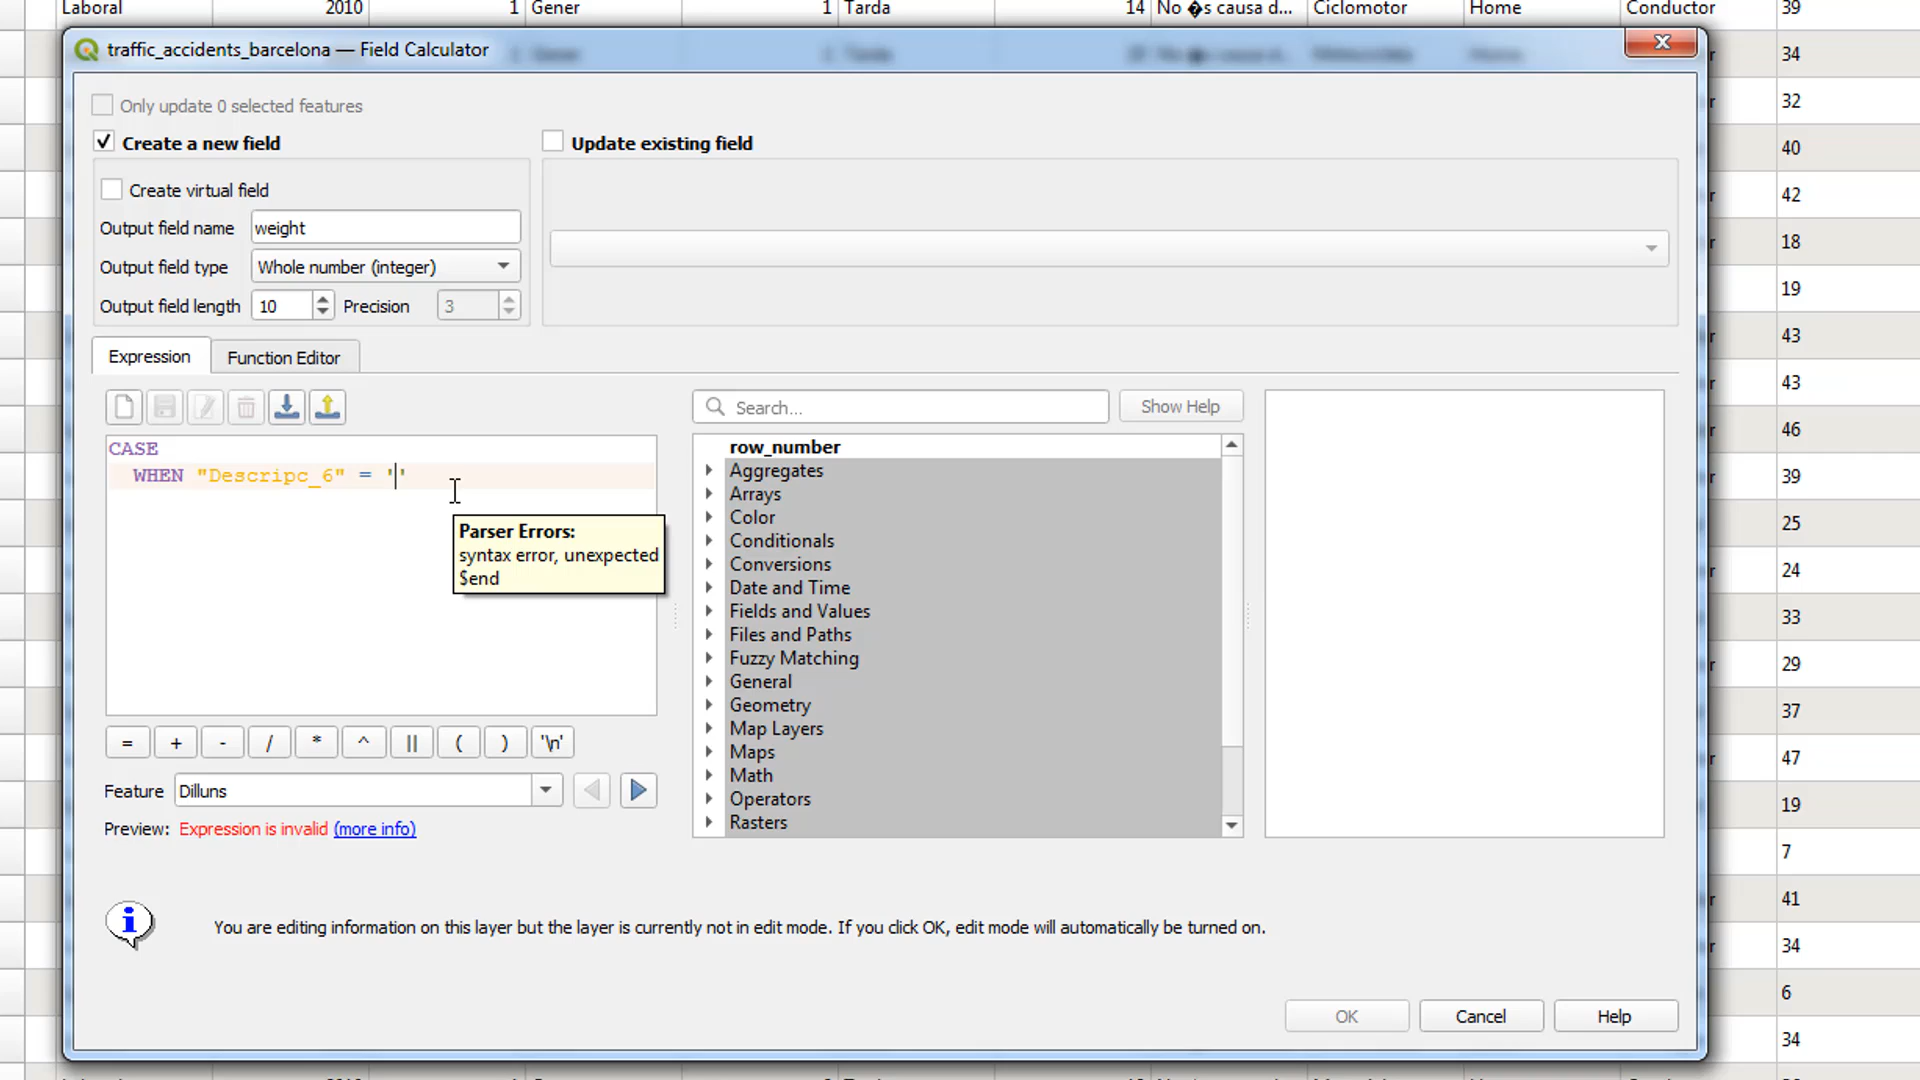 Laboral 2010 1 Gener 1 Tarda 14 No �s causa d... Ciclomotor Home Conductor 39
traffic_accidents_barcelona — Field Calculator
34
Only update 0 selected features
32
Create a new field
Update existing field
40
Create virtual field
42
Output field name weight
18
Output field type Whole number (integer)
19
Output field length 10 Precision 3
43
Expression Function Editor
43
Search... Show Help
46
CASE
WHEN "Descripc_6" = ''
Parser Errors:
syntax error, unexpected
$end
row_number
Aggregates
Arrays
Color
Conditionals
Conversions
Date and Time
Fields and Values
Files and Paths
Fuzzy Matching
General
Geometry
Map Layers
Maps
Math
Operators
Rasters
25
24
33
29
37
= + - / * ^ || ( ) '\n'
47
Feature Dilluns
19
Preview: Expression is invalid (more info)
7
41
You are editing information on this layer but the layer is currently not in edit mode. If you click OK, edit mode will automatically be turned on.
34
6
OK Cancel Help
34